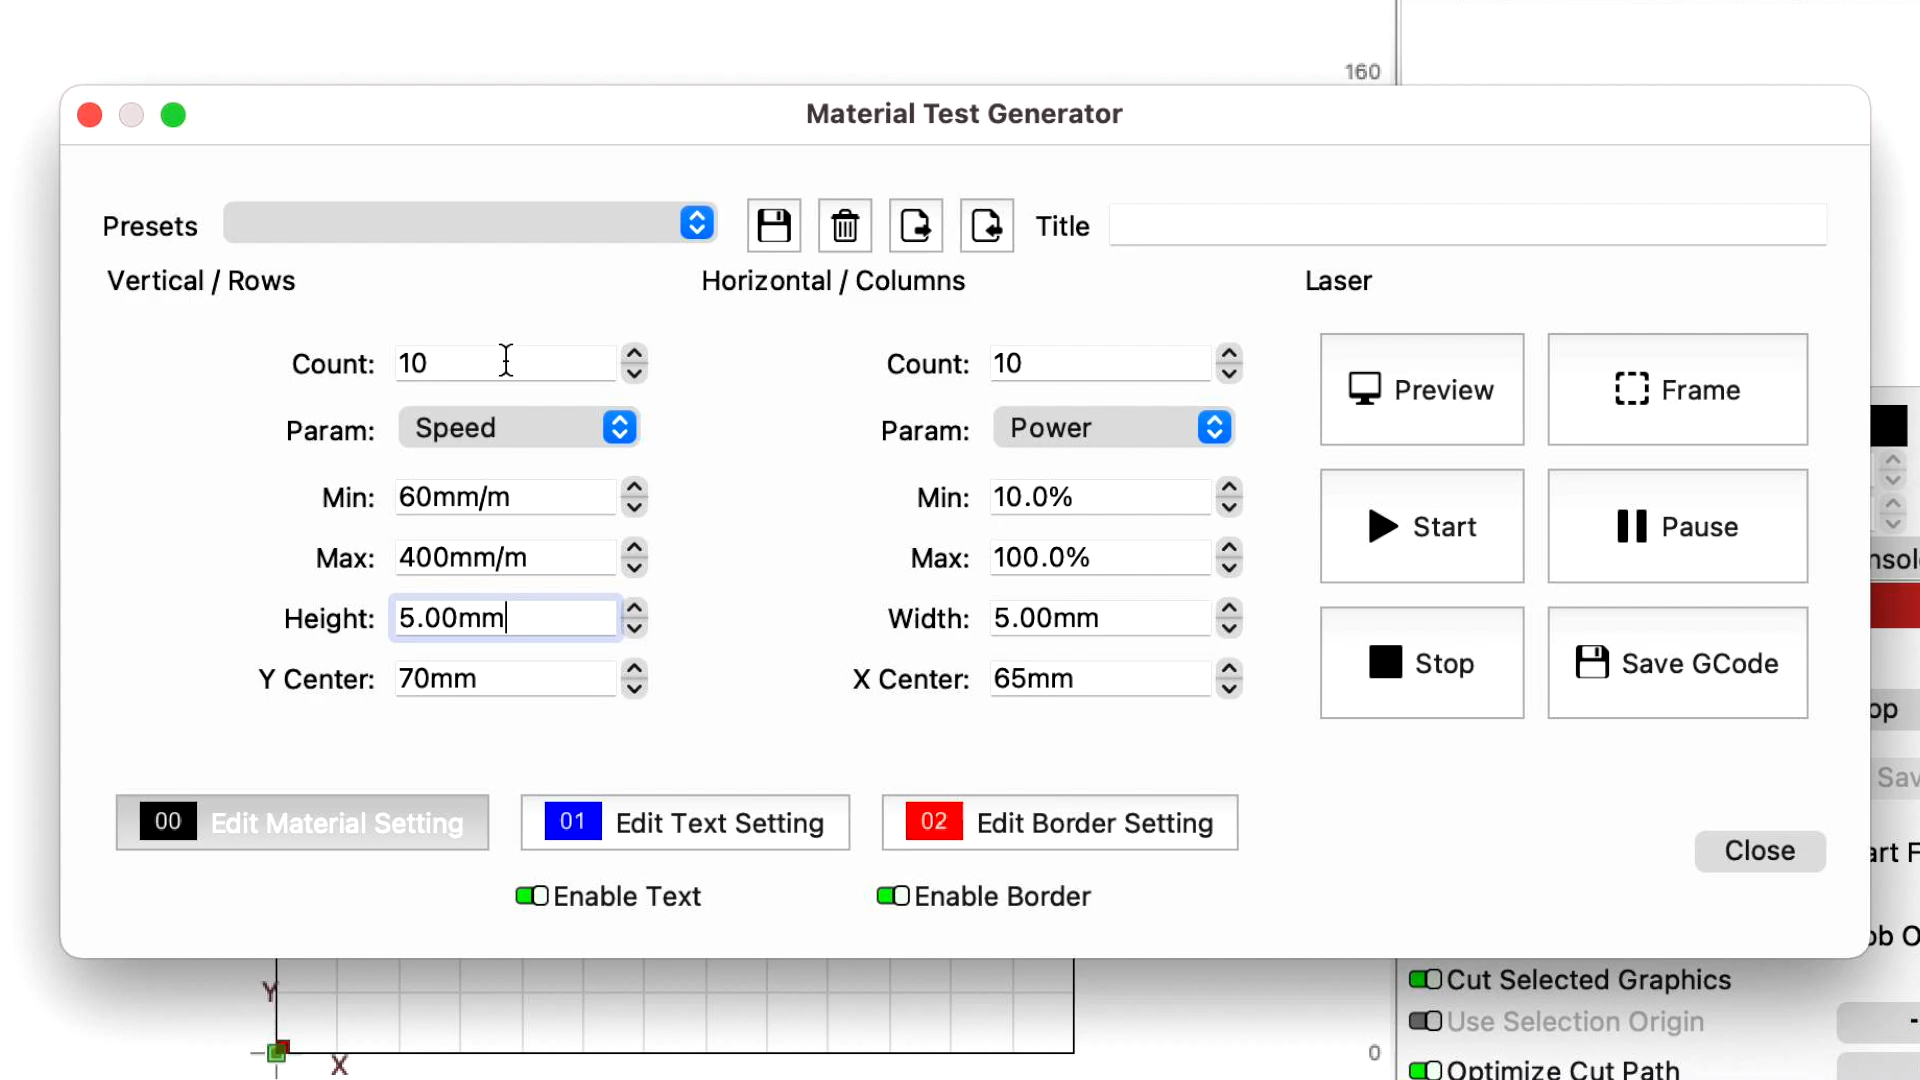 160
Material Test Generator
Presets
Title
Vertical / Rows
Horizontal / Columns
Laser
Count: 10
Count: 10
Preview
Frame
Param: Speed
Param: Power
Min: 60mm/m
Min: 10.0%
Start
Pause
Max: 400mm/m
Max: 100.0%
Height: 5.00mm
Width: 5.00mm
Stop
Save GCode
Y Center: 70mm
X Center: 65mm
00 Edit Material Setting
01 Edit Text Setting
02 Edit Border Setting
Close
Enable Text
Enable Border
Y
Cut Selected Graphics
Use Selection Origin
X
0
Optimize Cut Path